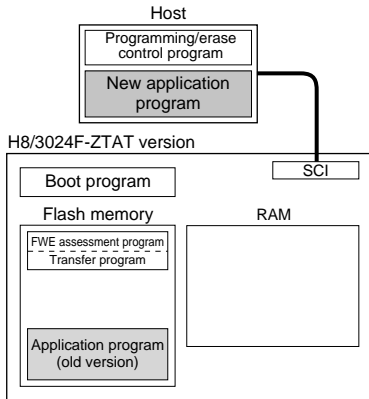 Host
Programming/erase
control program
New application
program
H8/3024F-ZTAT version
SCI
Boot program
Flash memory
RAM
FWE assessment program
Transfer program
Application program
(old version)